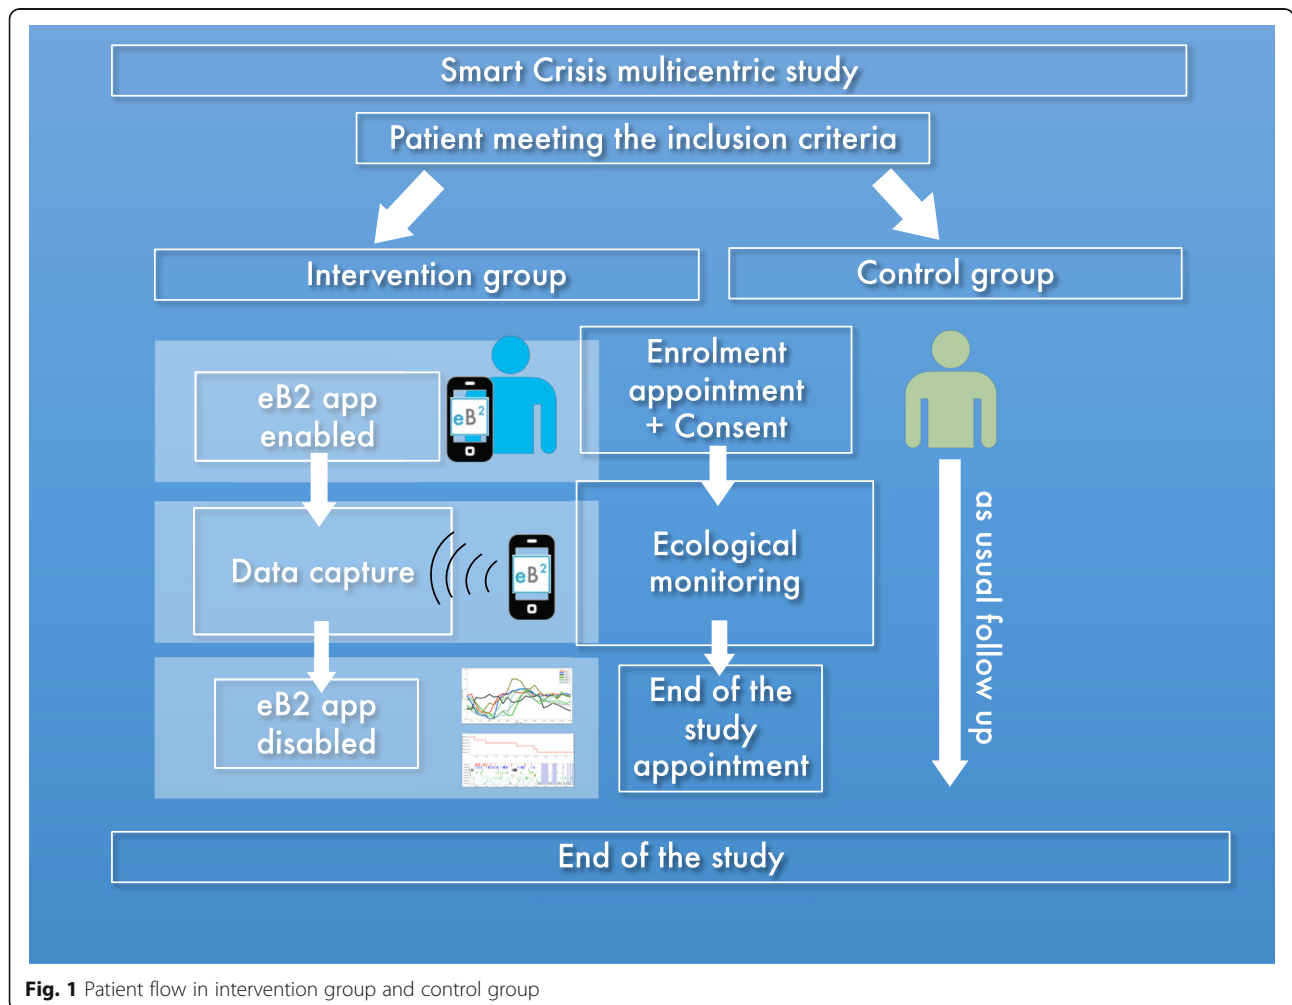 Smart Crisis multicentric study
Patient meeting the inclusion criteria
Intervention group
Control group
eB2 app
enabled
eB²
Enrolment
appointment
+ Consent
Data capture
eB²
Ecological
monitoring
as usual follow up
eB2 app
disabled
End of the
study
appointment
End of the study
Fig. 1 Patient flow in intervention group and control group